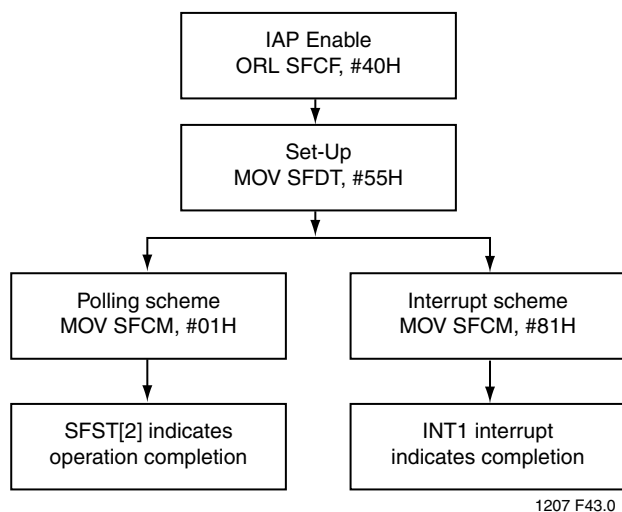 IAP Enable
ORL SFCF, #40H
Set-Up
MOV SFDT, #55H
Polling scheme
MOV SFCM, #01H
Interrupt scheme
MOV SFCM, #81H
SFST[2] indicates
operation completion
INT1 interrupt
indicates completion
1207 F43.0